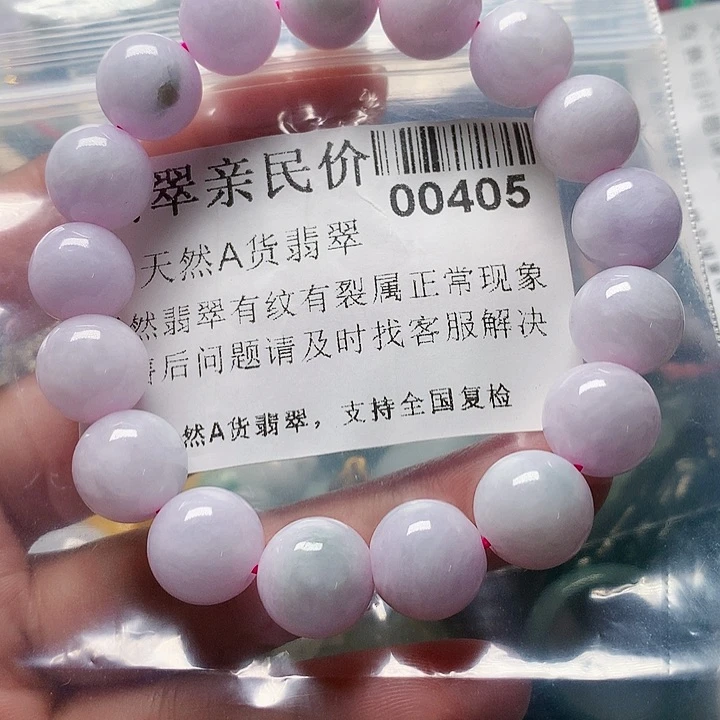 翠亲民价
00405
天然A货翡翠
然翡翠有纹有裂属正常现象
售后问题请及时找客服解决
然A货翡翠，支持全国复检